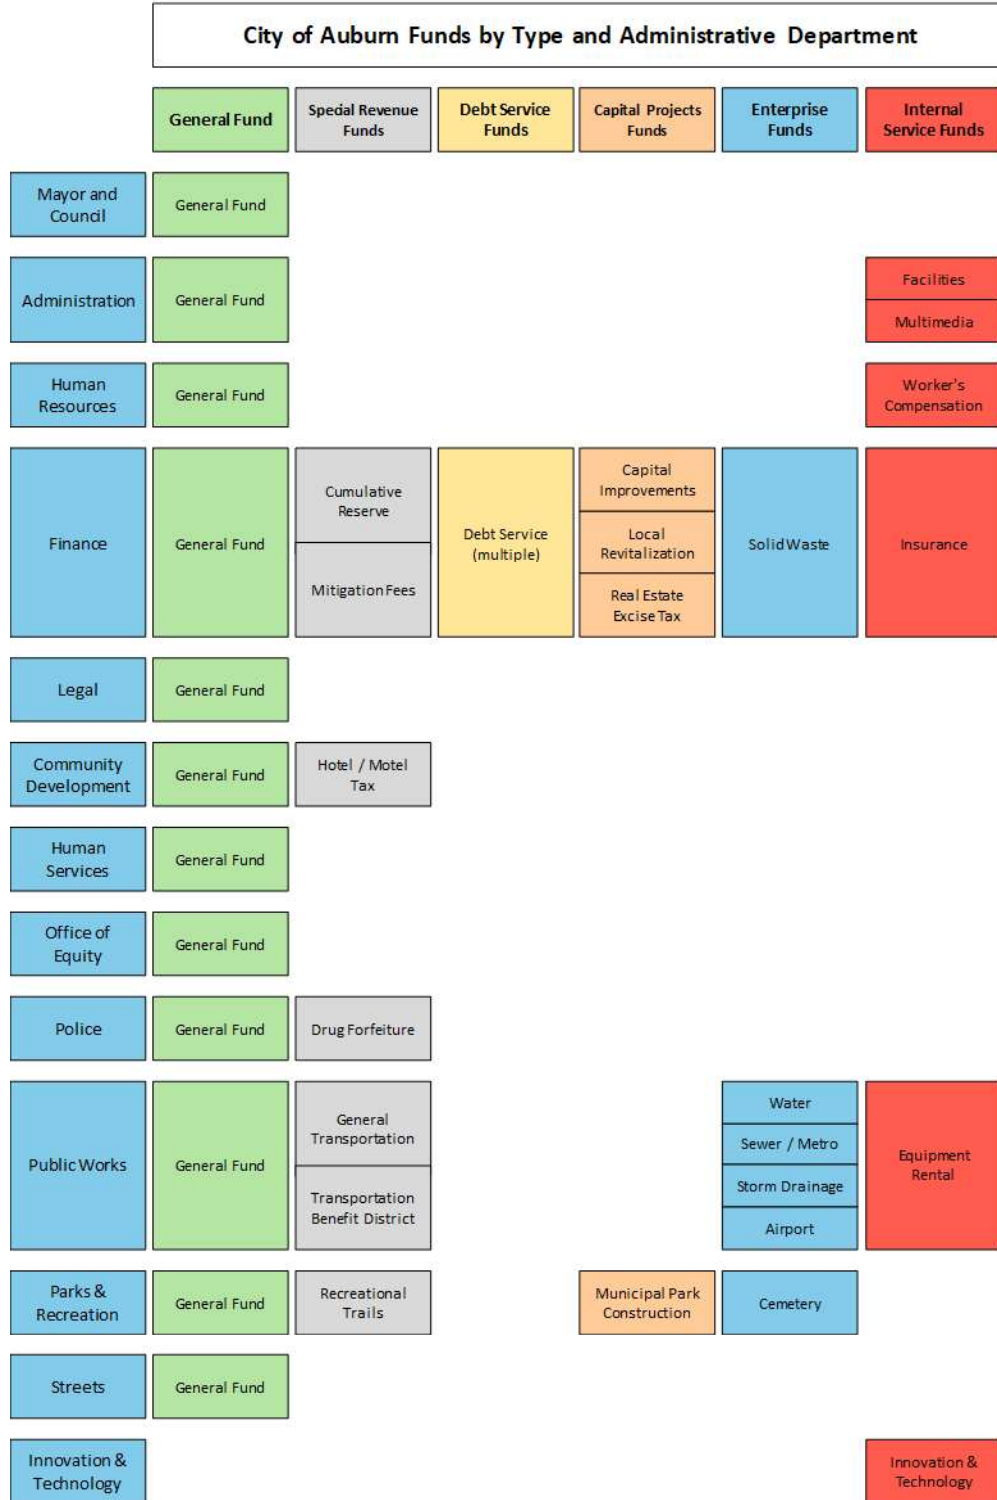 City of Auburn Funds by Type and Administrative Department
General Fund
Special Revenue
Funds
Debt Service
Funds
Capital Projects
Funds
Enterprise
Funds
Internal
Service Funds
Mayor and
Council
General Fund
Administration
General Fund
Facilities
Multimedia
Human
Resources
General Fund
Worker's
Compensation
Finance
General Fund
Cumulative
Reserve
Mitigation Fees
Debt Service
(multiple)
Capital
Improvements
Local
Revitalization
Real Estate
Excise Tax
Solid Waste
Insurance
Legal
General Fund
Community
Development
General Fund
Hotel / Motel
Tax
Human
Services
General Fund
Office of
Equity
General Fund
Police
General Fund
Drug Forfeiture
Public Works
General Fund
General
Transportation
Transportation
Benefit District
Water
Sewer / Metro
Storm Drainage
Airport
Equipment
Rental
Parks &
Recreation
General Fund
Recreational
Trails
Municipal Park
Construction
Cemetery
Streets
General Fund
Innovation &
Technology
Innovation &
Technology